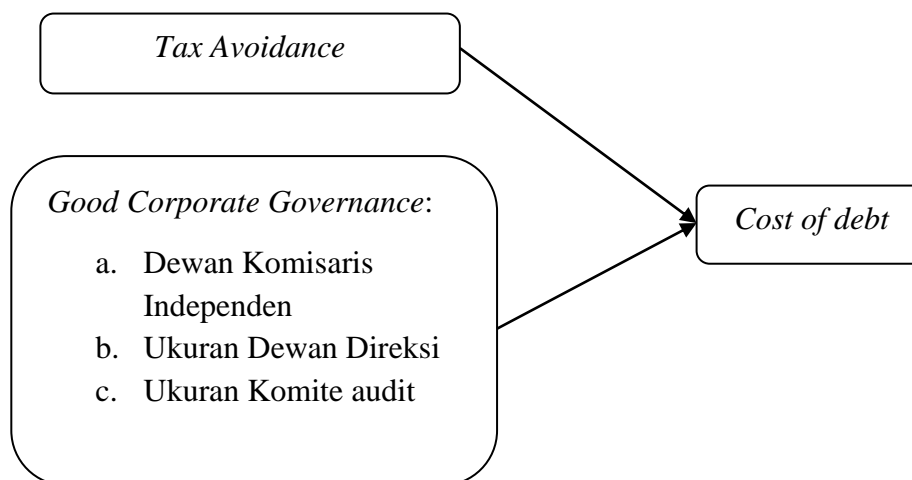 Tax Avoidance
Good Corporate Governance:
a. Dewan Komisaris
Independen
b. Ukuran Dewan Direksi
c. Ukuran Komite audit
Cost of debt